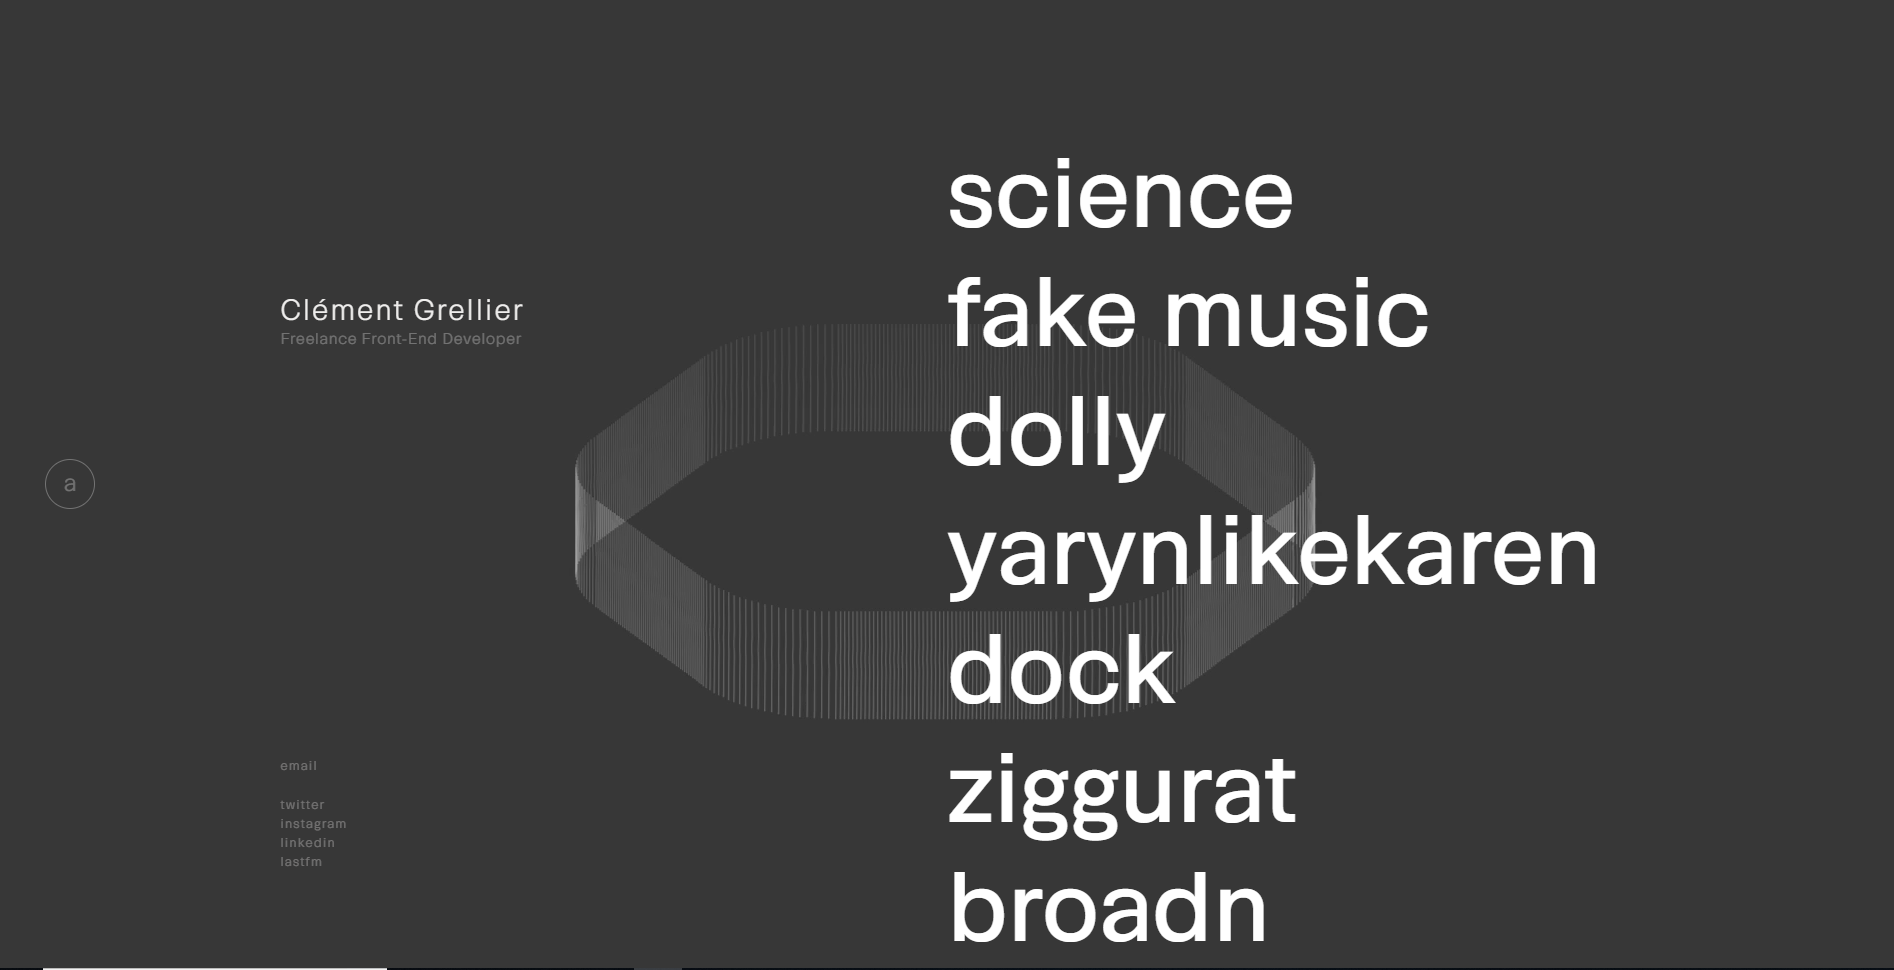 Clément Grellier
Freelance Front-End Developer
a
email
twitter
instagram
linkedin
lastfm
science
fake music
dolly
yarynlikekaren
dock
ziggurat
broadn